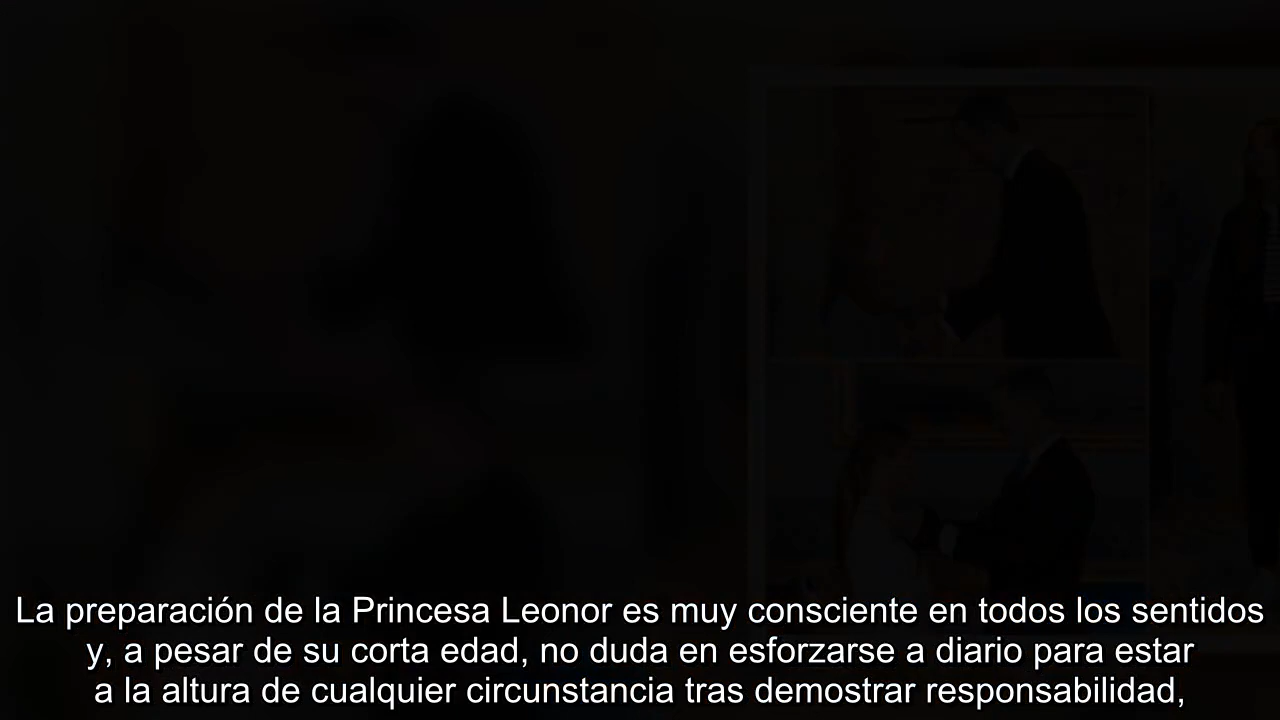 La preparación de la Princesa Leonor es muy consciente en todos los sentidos
y, a pesar de su corta edad, no duda en esforzarse a diario para estar
a la altura de cualquier circunstancia tras demostrar responsabilidad,